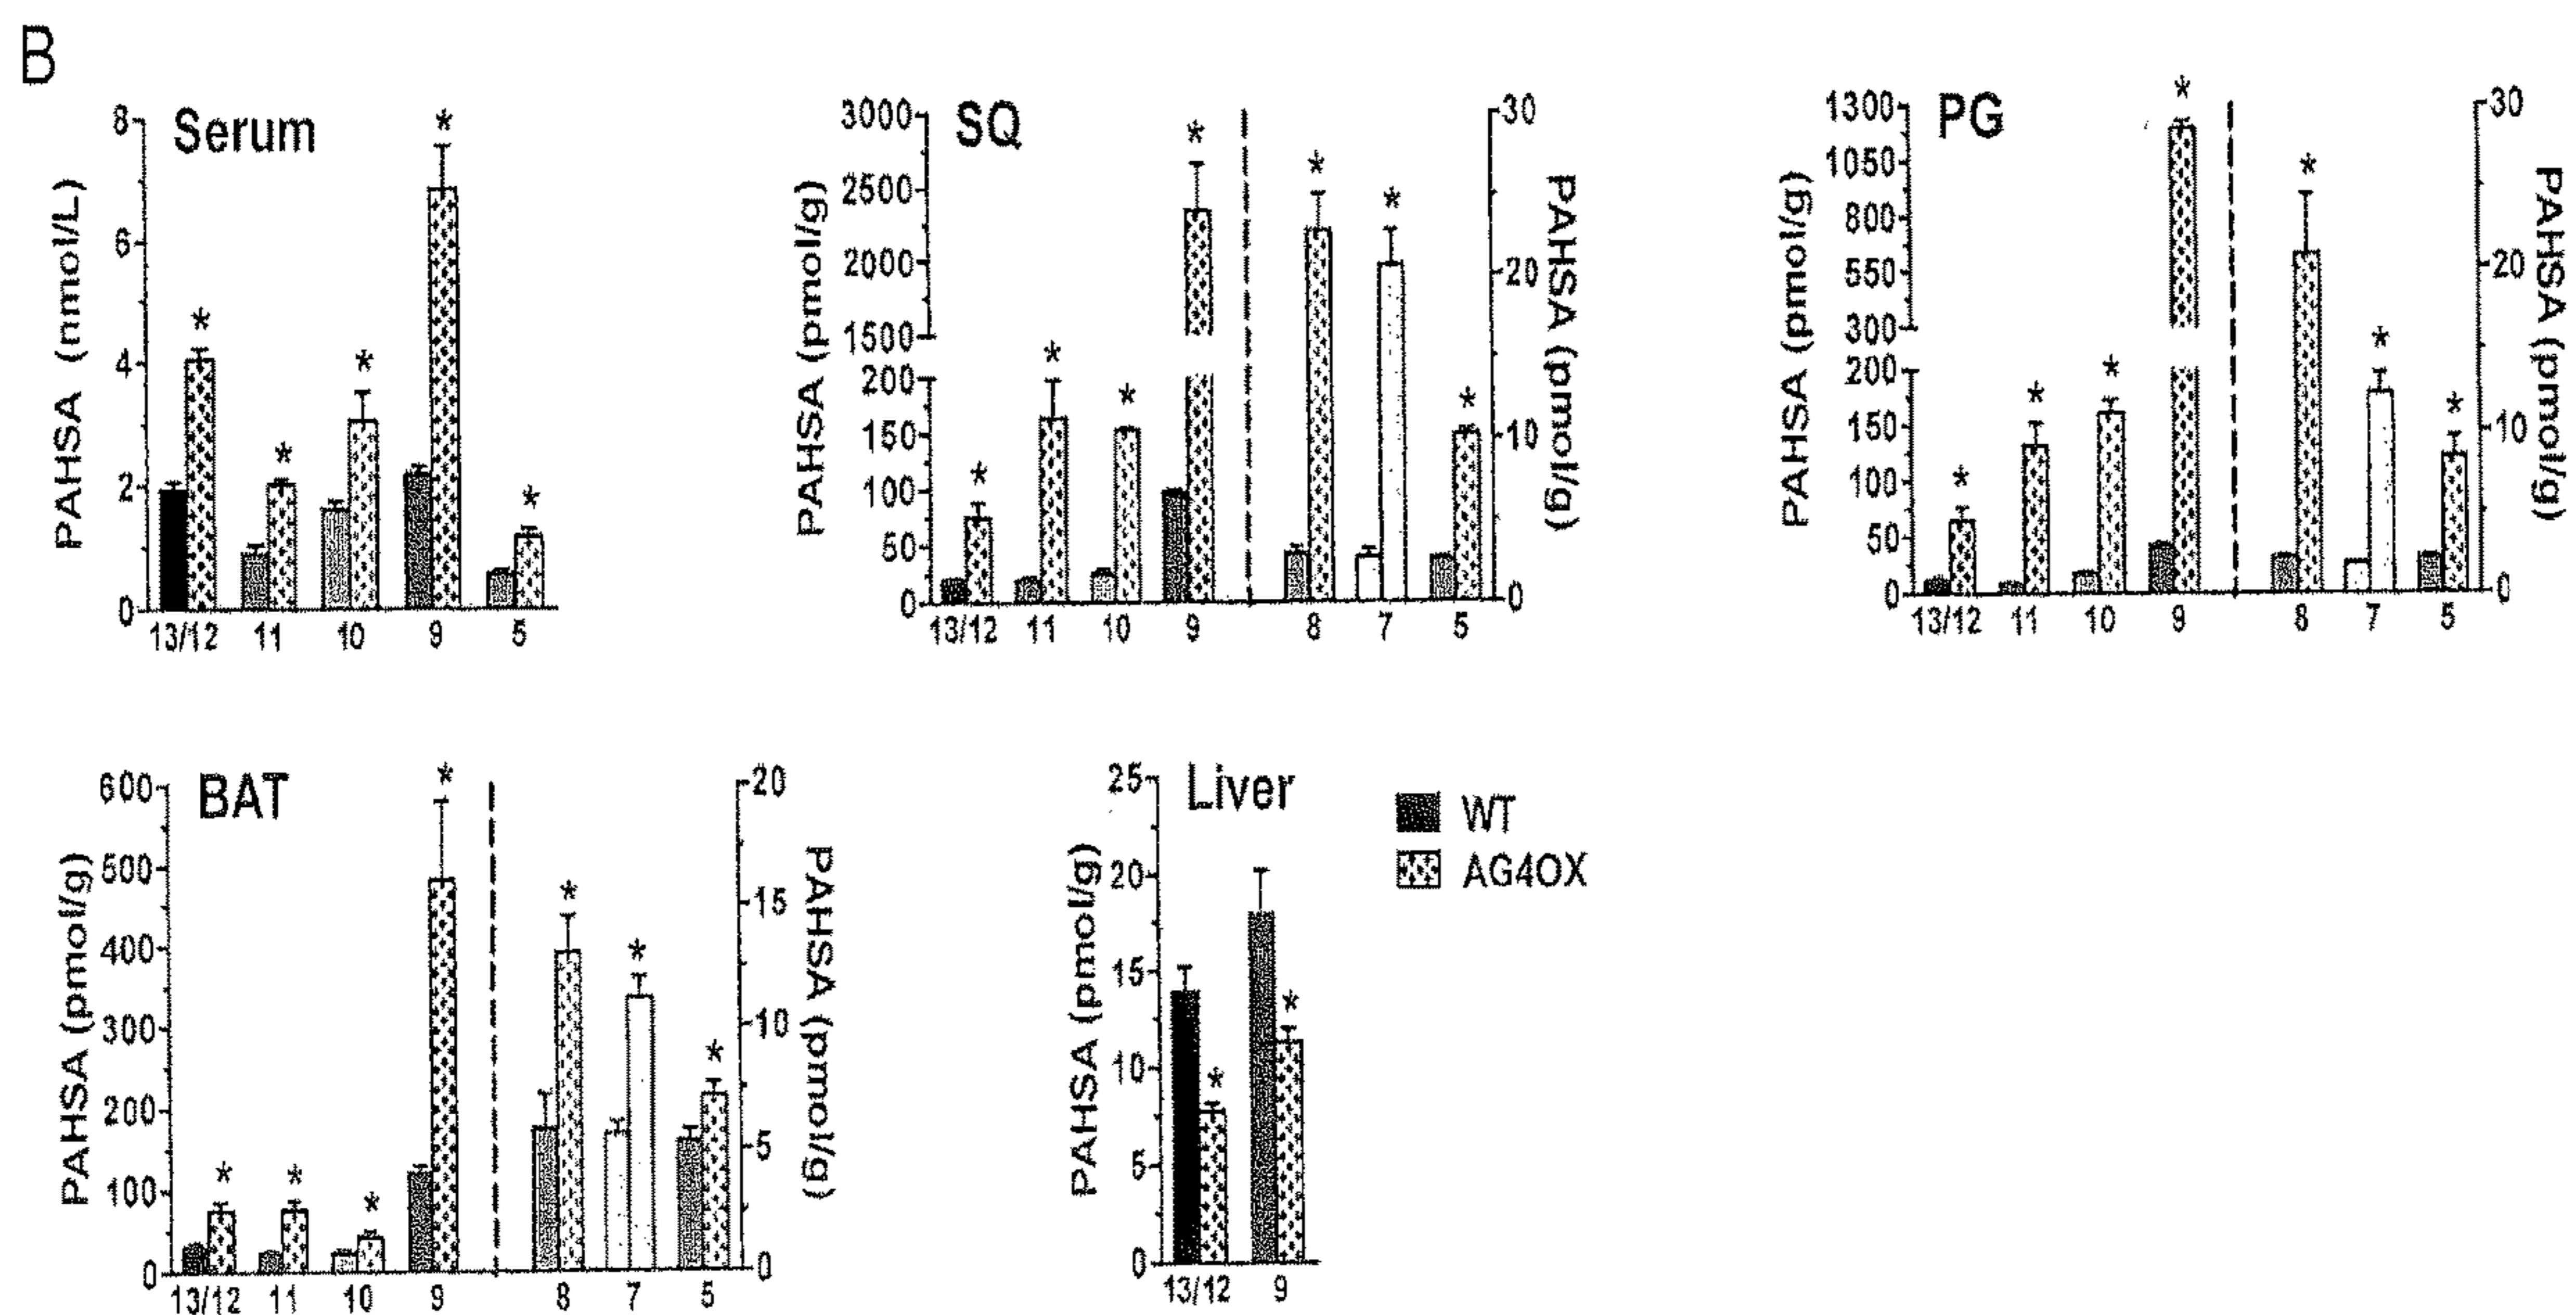 B
Serum
PAHSA (nmol/L)
8
6
4
2
0
* * * * *
13/12 11 10 9 5
SQ
PAHSA (pmol/g)
3000
2500
2000
1500
200
150
100
50
0
* * * * * * *
13/12 11 10 9 8 7 5
30
20
10
0
PAHSA (pmol/g)
PG
PAHSA (pmol/g)
1300
1050
800
550
300
200
150
100
50
0
* * * * * * *
13/12 11 10 9 8 7 5
30
20
10
0
PAHSA (pmol/g)
BAT
PAHSA (pmol/g)
600
500
400
300
200
100
0
* * * * * * *
13/12 11 10 9 8 7 5
20
15
10
5
0
PAHSA (pmol/g)
Liver
PAHSA (pmol/g)
25
20
15
10
5
0
* *
13/12 9
WT
AG4OX